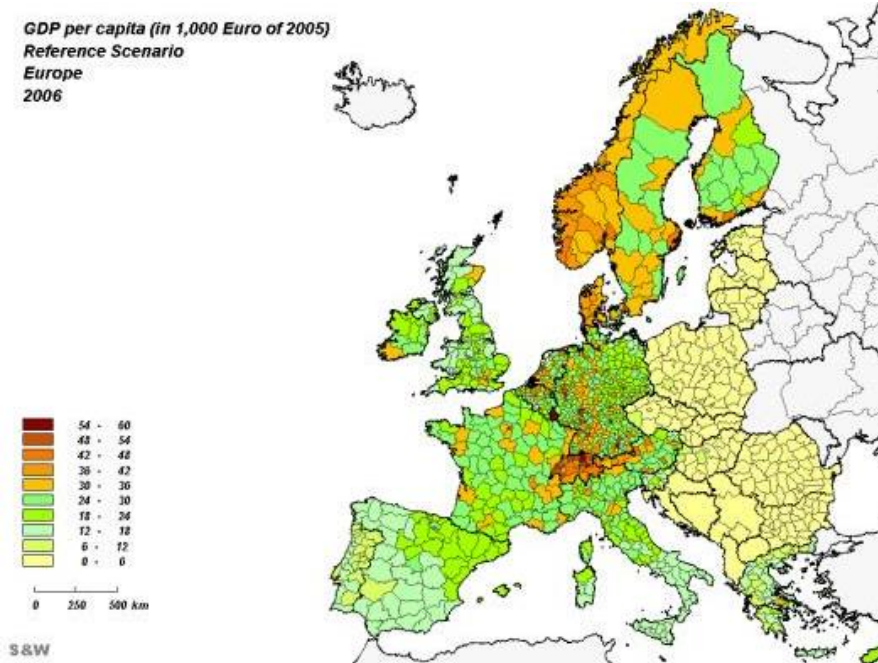 GDP per capita (in 1,000 Euro of 2005)
Reference Scenario
Europe
2006
54 - 60
48 - 54
42 - 48
36 - 42
30 - 36
24 - 30
18 - 24
12 - 18
6 - 12
0 - 6
0 250 500 km
S&W